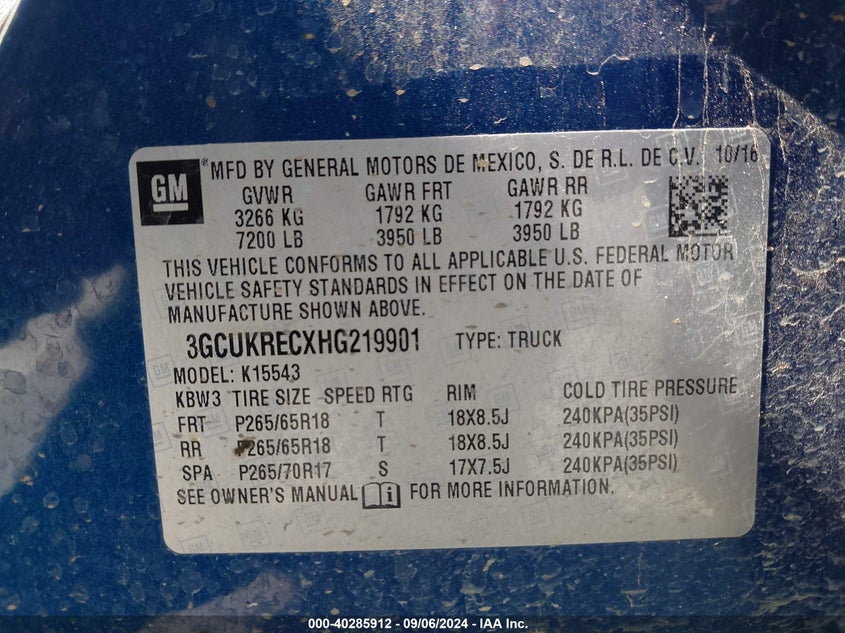 GM ® MFD BY GENERAL MOTORS DE MEXICO, S. DE R.L. DE C.V. 10/16
GVWR GAWR FRT GAWR RR
3266 KG 1792 KG 1792 KG
7200 LB 3950 LB 3950 LB
THIS VEHICLE CONFORMS TO ALL APPLICABLE U.S. FEDERAL MOTOR
VEHICLE SAFETY STANDARDS IN EFFECT ON THE DATE OF
MANUFACTURE SHOWN ABOVE.
3GCUKRECXHG219901 TYPE: TRUCK
MODEL: K15543
KBW3 TIRE SIZE SPEED RTG RIM COLD TIRE PRESSURE
FRT P265/65R18 T 18X8.5J 240KPA(35PSI)
RR P265/65R18 T 18X8.5J 240KPA(35PSI)
SPA P265/70R17 S 17X7.5J 240KPA(35PSI)
SEE OWNER'S MANUAL FOR MORE INFORMATION.
000-40285912 - 09/06/2024 - IAA Inc.